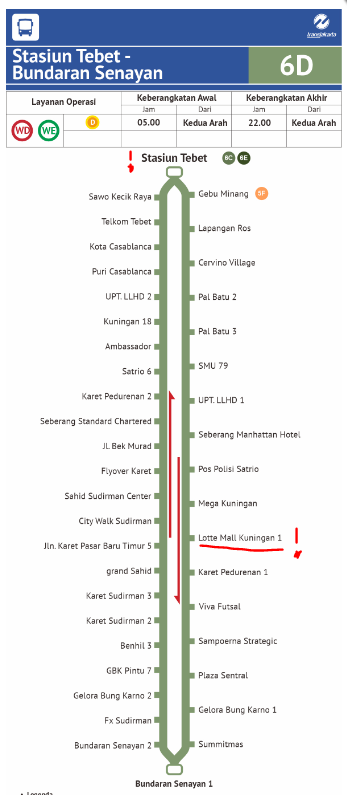 transjakarta
Stasiun Tebet -
Bundaran Senayan
6D
Layanan Operasi
Keberangkatan Awal
Keberangkatan Akhir
Jam Dari Jam Dari
WD WE D 05.00 Kedua Arah 22.00 Kedua Arah
! Stasiun Tebet 6C 6E
Sawo Kecik Raya
Telkom Tebet
Kota Casablanca
Puri Casablanca
UPT. LLHD 2
Kuningan 18
Ambassador
Satrio 6
Karet Pedurenan 2
Seberang Standard Chartered
Jl. Bek Murad
Flyover Karet
Sahid Sudirman Center
City Walk Sudirman
Jln. Karet Pasar Baru Timur 5
grand Sahid
Karet Sudirman 3
Karet Sudirman 2
Benhil 3
GBK Pintu 7
Gelora Bung Karno 2
Fx Sudirman
Bundaran Senayan 2
Gebu Minang
Lapangan Ros
Cervino Village
Pal Batu 2
Pal Batu 3
SMU 79
UPT. LLHD 1
Seberang Manhattan Hotel
Pos Polisi Satrio
Mega Kuningan
Lotte Mall Kuningan 1 !
Karet Pedurenan 1
Viva Futsal
Sampoerna Strategic
Plaza Sentral
Gelora Bung Karno 1
Summitmas
Bundaran Senayan 1